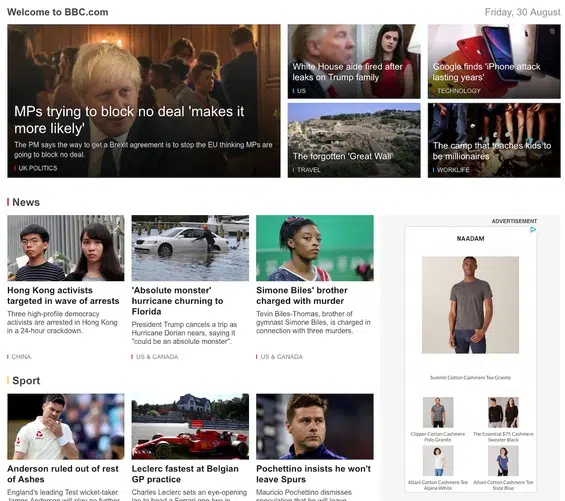 Welcome to BBC.com
Friday, 30 August
MPs trying to block no deal 'makes it
more likely'
The PM says the way to get a Brexit agreement is to stop the EU thinking MPs are
going to block no deal.
UK POLITICS
White House aide fired after
leaks on Trump family
US
Google finds 'iPhone attack
lasting years'
TECHNOLOGY
The forgotten 'Great Wall'
TRAVEL
The camp that teaches kids to
be millionaires
WORKLIFE
News
Hong Kong activists
targeted in wave of arrests
Three high-profile democracy
activists are arrested in Hong Kong
in a 24-hour crackdown.
CHINA
'Absolute monster'
hurricane churning to
Florida
President Trump cancels a trip as
Hurricane Dorian nears, saying it
"could be an absolute monster".
US & CANADA
Simone Biles' brother
charged with murder
Tevin Biles-Thomas, brother of
gymnast Simone Biles, is charged in
connection with three murders.
US & CANADA
ADVERTISEMENT
NAADAM
Summit Cotton Cashmere Tee Granite
Clipper Cotton Cashmere
Polo Granite
The Essential $75 Cashmere
Sweater Black
Altani Cotton Cashmere Tee
Alpine White
Altani Cotton Cashmere Tee
Slate Blue
Sport
Anderson ruled out of rest
of Ashes
England's leading Test wicket-taker
James Anderson will play no further
Leclerc fastest at Belgian
GP practice
Charles Leclerc sets an eye-opening
lap to head a Ferrari one-two in
Pochettino insists he won't
leave Spurs
Mauricio Pochettino dismisses
speculation that he will leave